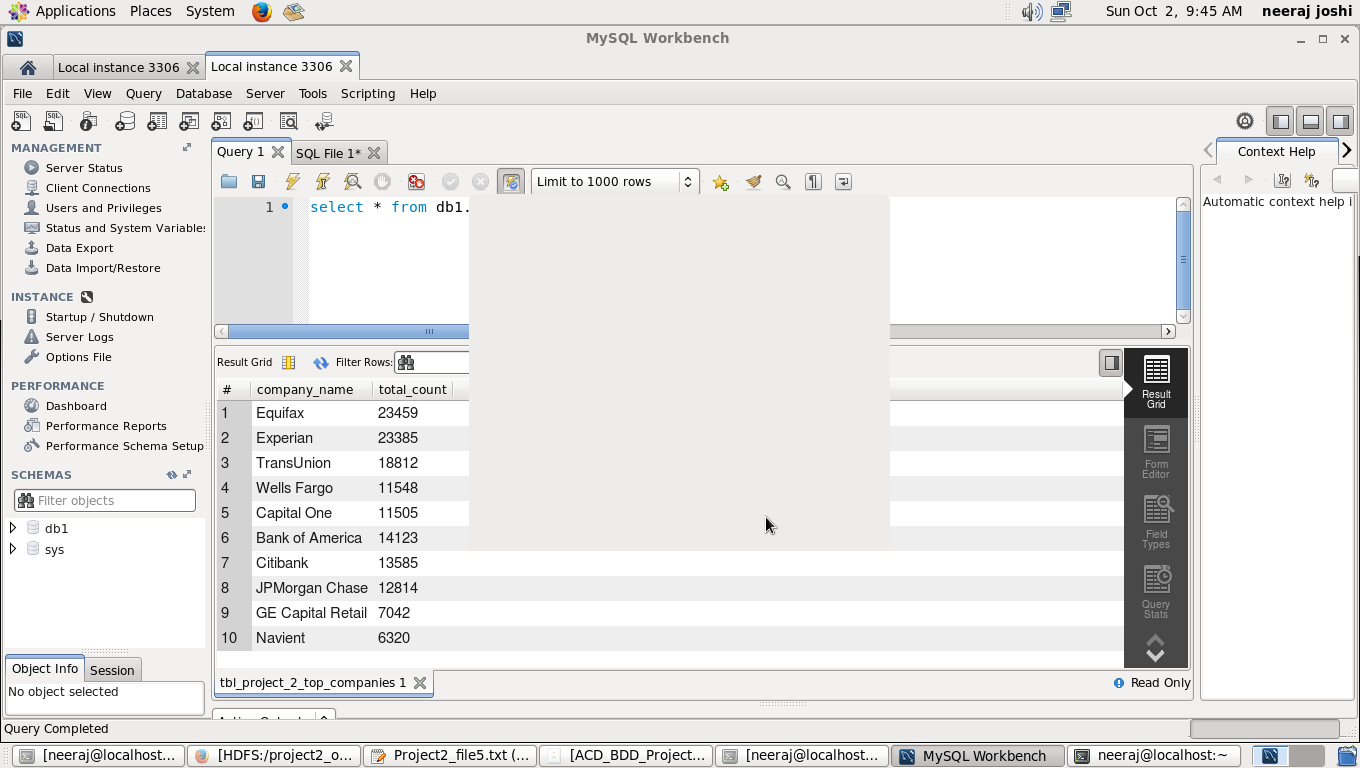 Applications Places System Sun Oct 2, 9:45 AM neeraj joshi
MySQL Workbench
Local instance 3306 Local instance 3306
File Edit View Query Database Server Tools Scripting Help
MANAGEMENT
Server Status
Client Connections
Users and Privileges
Status and System Variables
Data Export
Data Import/Restore
INSTANCE
Startup / Shutdown
Server Logs
Options File
PERFORMANCE
Dashboard
Performance Reports
Performance Schema Setup
SCHEMAS
Filter objects
db1
sys
Object Info Session
No object selected
Query 1 SQL File 1*
Limit to 1000 rows
1 select * from db1.
Result Grid Filter Rows:
# company_name total_count
1 Equifax 23459
2 Experian 23385
3 TransUnion 18812
4 Wells Fargo 11548
5 Capital One 11505
6 Bank of America 14123
7 Citibank 13585
8 JPMorgan Chase 12814
9 GE Capital Retail 7042
10 Navient 6320
Result
Grid
Form
Editor
Field
Types
Query
Stats
tbl_project_2_top_companies 1 Read Only
Context Help
Automatic context help i
Query Completed
[neeraj@localhost... [HDFS:/project2_o... Project2_file5.txt (... [ACD_BDD_Project... [neeraj@localhost... MySQL Workbench neeraj@localhost:~